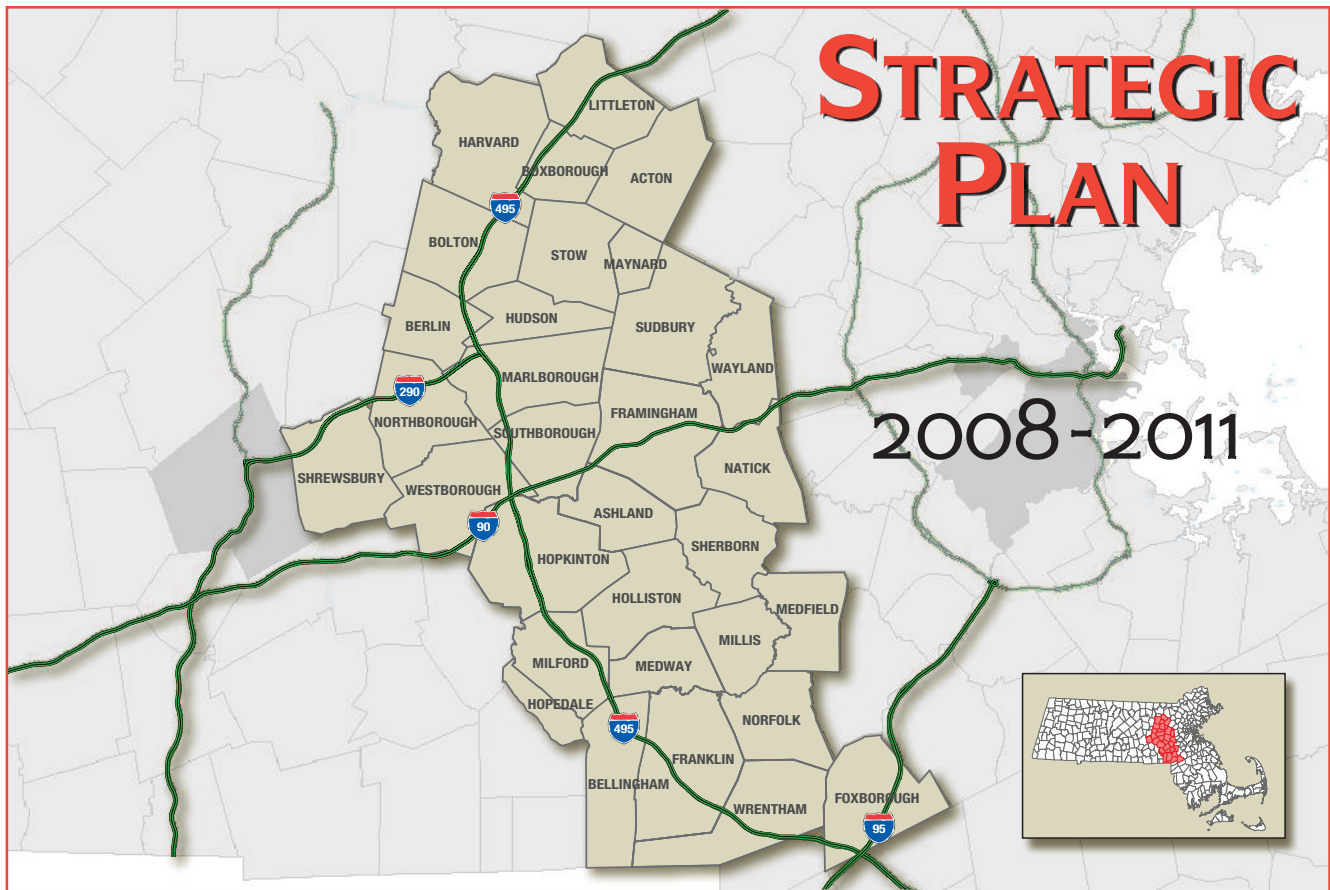 STRATEGIC
PLAN
2008-2011
LITTLETON
HARVARD
BOXBOROUGH
ACTON
495
BOLTON
STOW
MAYNARD
HUDSON
BERLIN
SUDBURY
WAYLAND
MARLBOROUGH
290
FRAMINGHAM
NORTHBOROUGH
SOUTHBOROUGH
NATICK
SHREWSBURY
WESTBOROUGH
ASHLAND
90
SHERBORN
HOPKINTON
HOLLISTON
MEDFIELD
MILLIS
MILFORD
MEDWAY
HOPEDALE
NORFOLK
495
FRANKLIN
BELLINGHAM
WRENTHAM
FOXBOROUGH
95